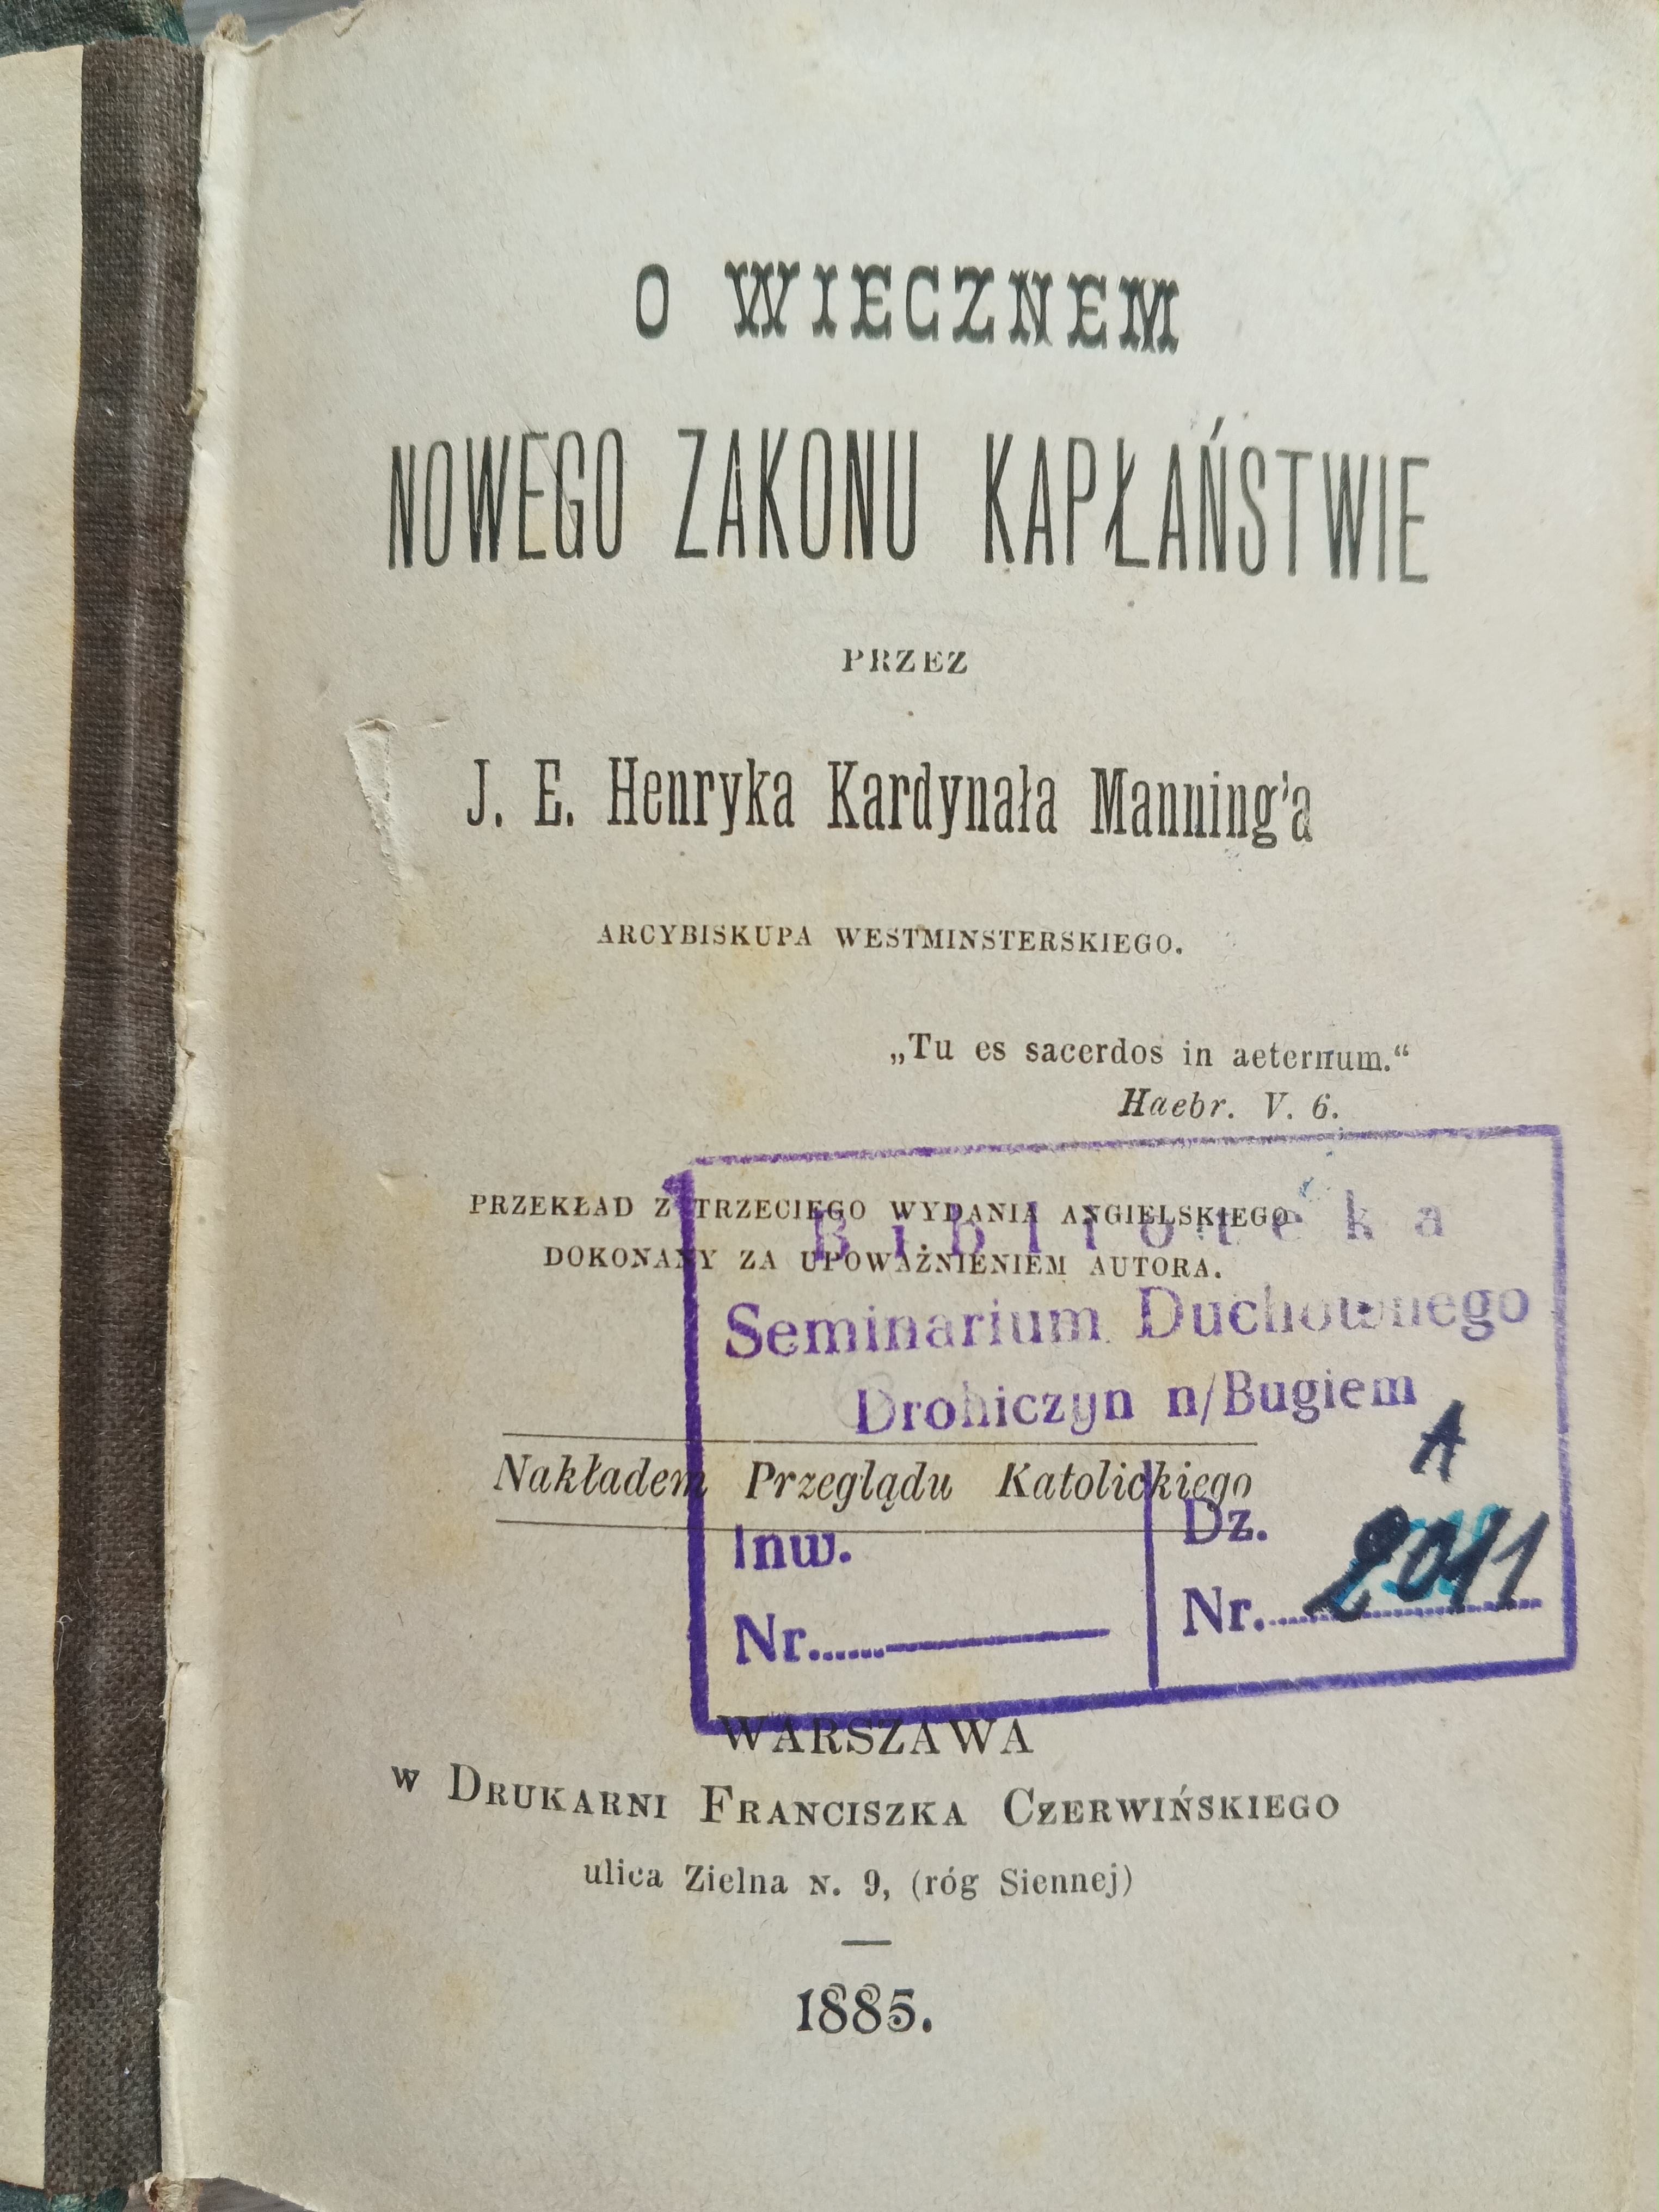 O WIECZNEM
NOWEGO ZAKONU KAPŁAŃSTWIE
PRZEZ
J. E. Henryka Kardynała Manning'a
ARCYBISKUPA WESTMINSTERSKIEGO.
„Tu es sacerdos in aeternum.“
Haebr. V. 6.
PRZEKŁAD Z TRZECIEGO WYDANIA ANGIELSKIEGO
DOKONANY ZA UPOWAŻNIENIEM AUTORA.
Biblioteka
Seminarium Duchownego
Drohiczyn n/Bugiem
Nakładem Przeglądu Katolickiego
A
Inw. Dz.
Nr. Nr. 2011
WARSZAWA
w DRUKARNI FRANCISZKA CZERWIŃSKIEGO
ulica Zielna N. 9, (róg Siennej)
1885.